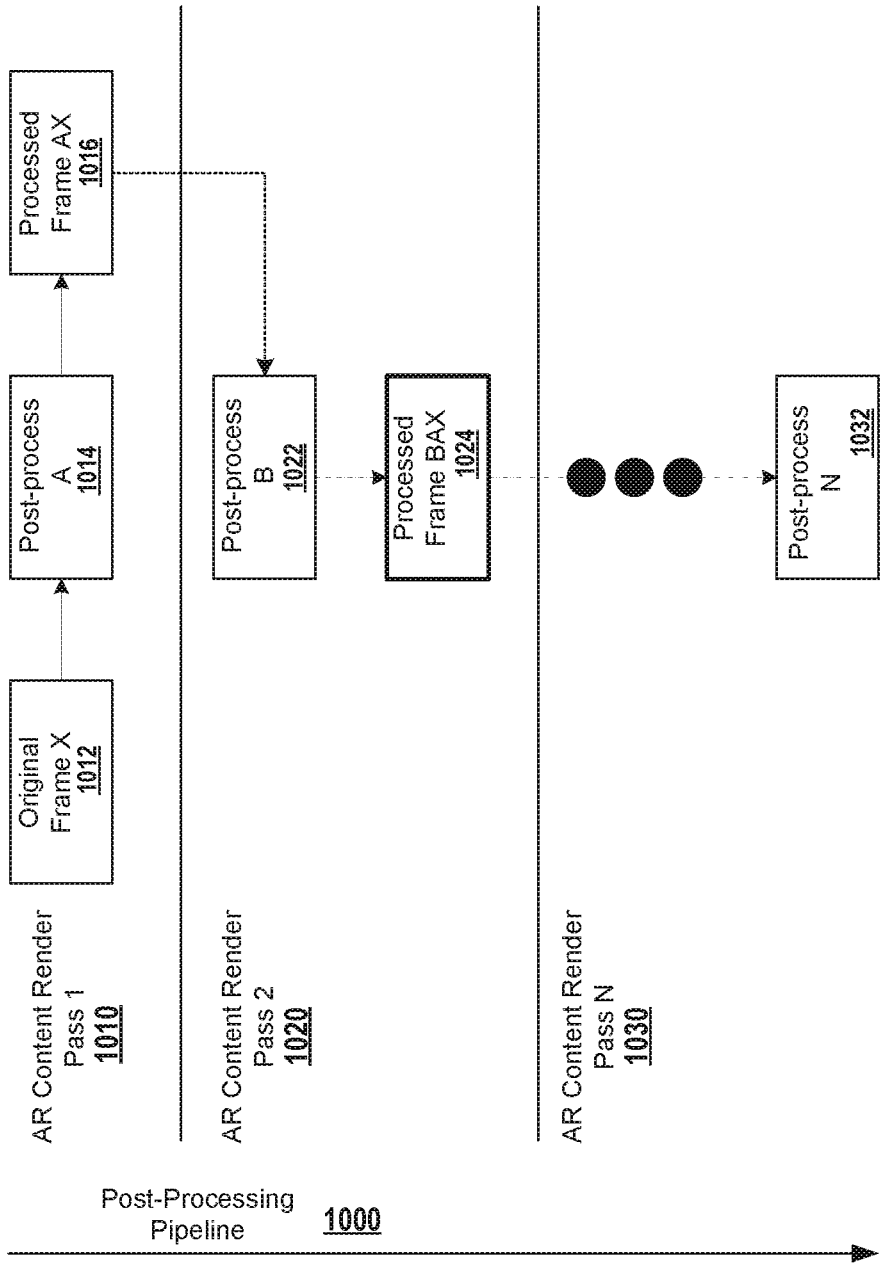 AR Content Render
Pass 1
1010
Original
Frame X
1012
Post-process
A
1014
Processed
Frame AX
1016
AR Content Render
Pass 2
1020
Post-process
B
1022
Processed
Frame BAX
1024
AR Content Render
Pass N
1030
Post-process
N
1032
Post-Processing
Pipeline
1000